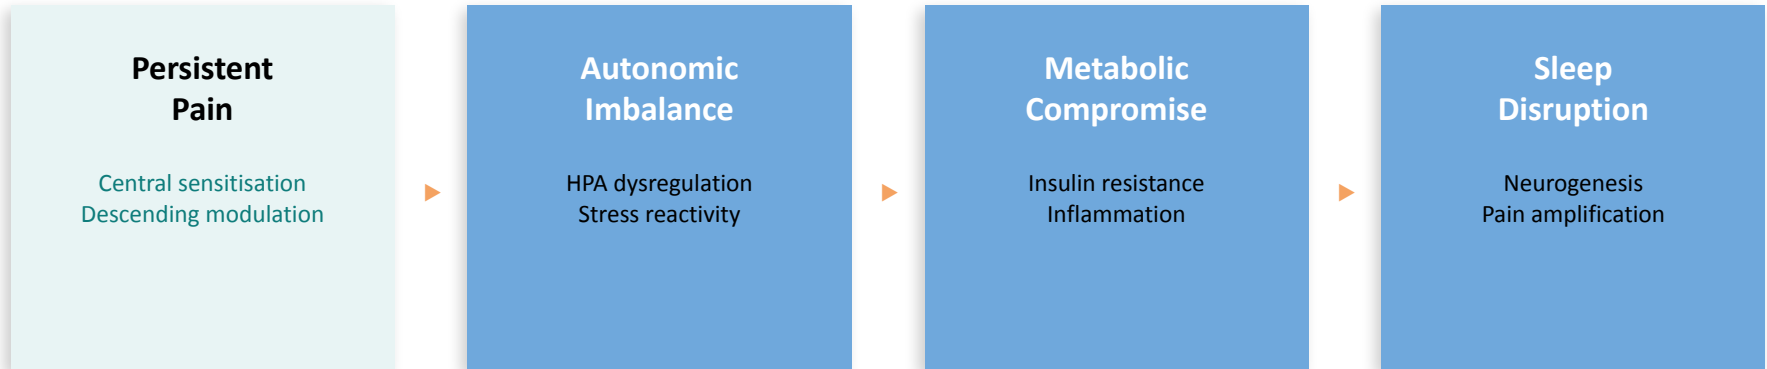 Persistent
Pain
Central sensitisation
Descending modulation
Autonomic
Imbalance
HPA dysregulation
Stress reactivity
Metabolic
Compromise
Insulin resistance
Inflammation
Sleep
Disruption
Neurogenesis
Pain amplification